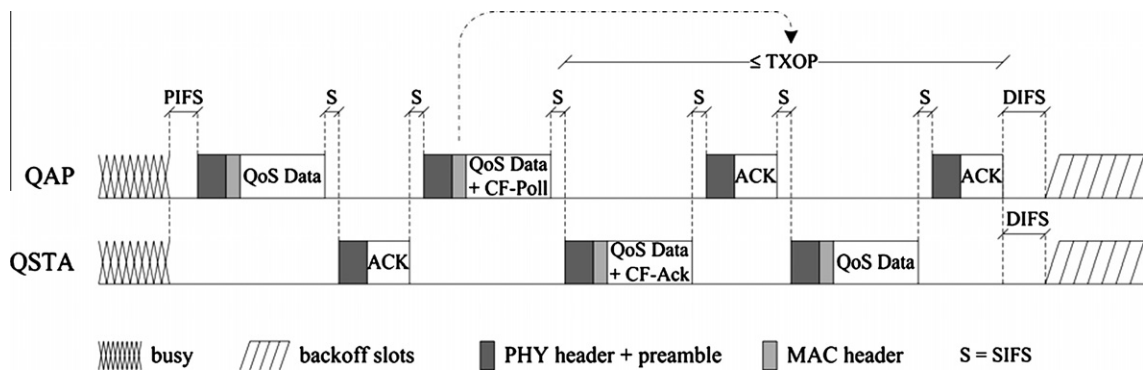 ≤ TXOP
PIFS S S S S S S DIFS
QAP QoS Data QoS Data + CF-Poll ACK ACK
DIFS
QSTA ACK QoS Data + CF-Ack QoS Data
busy backoff slots PHY header + preamble MAC header S = SIFS